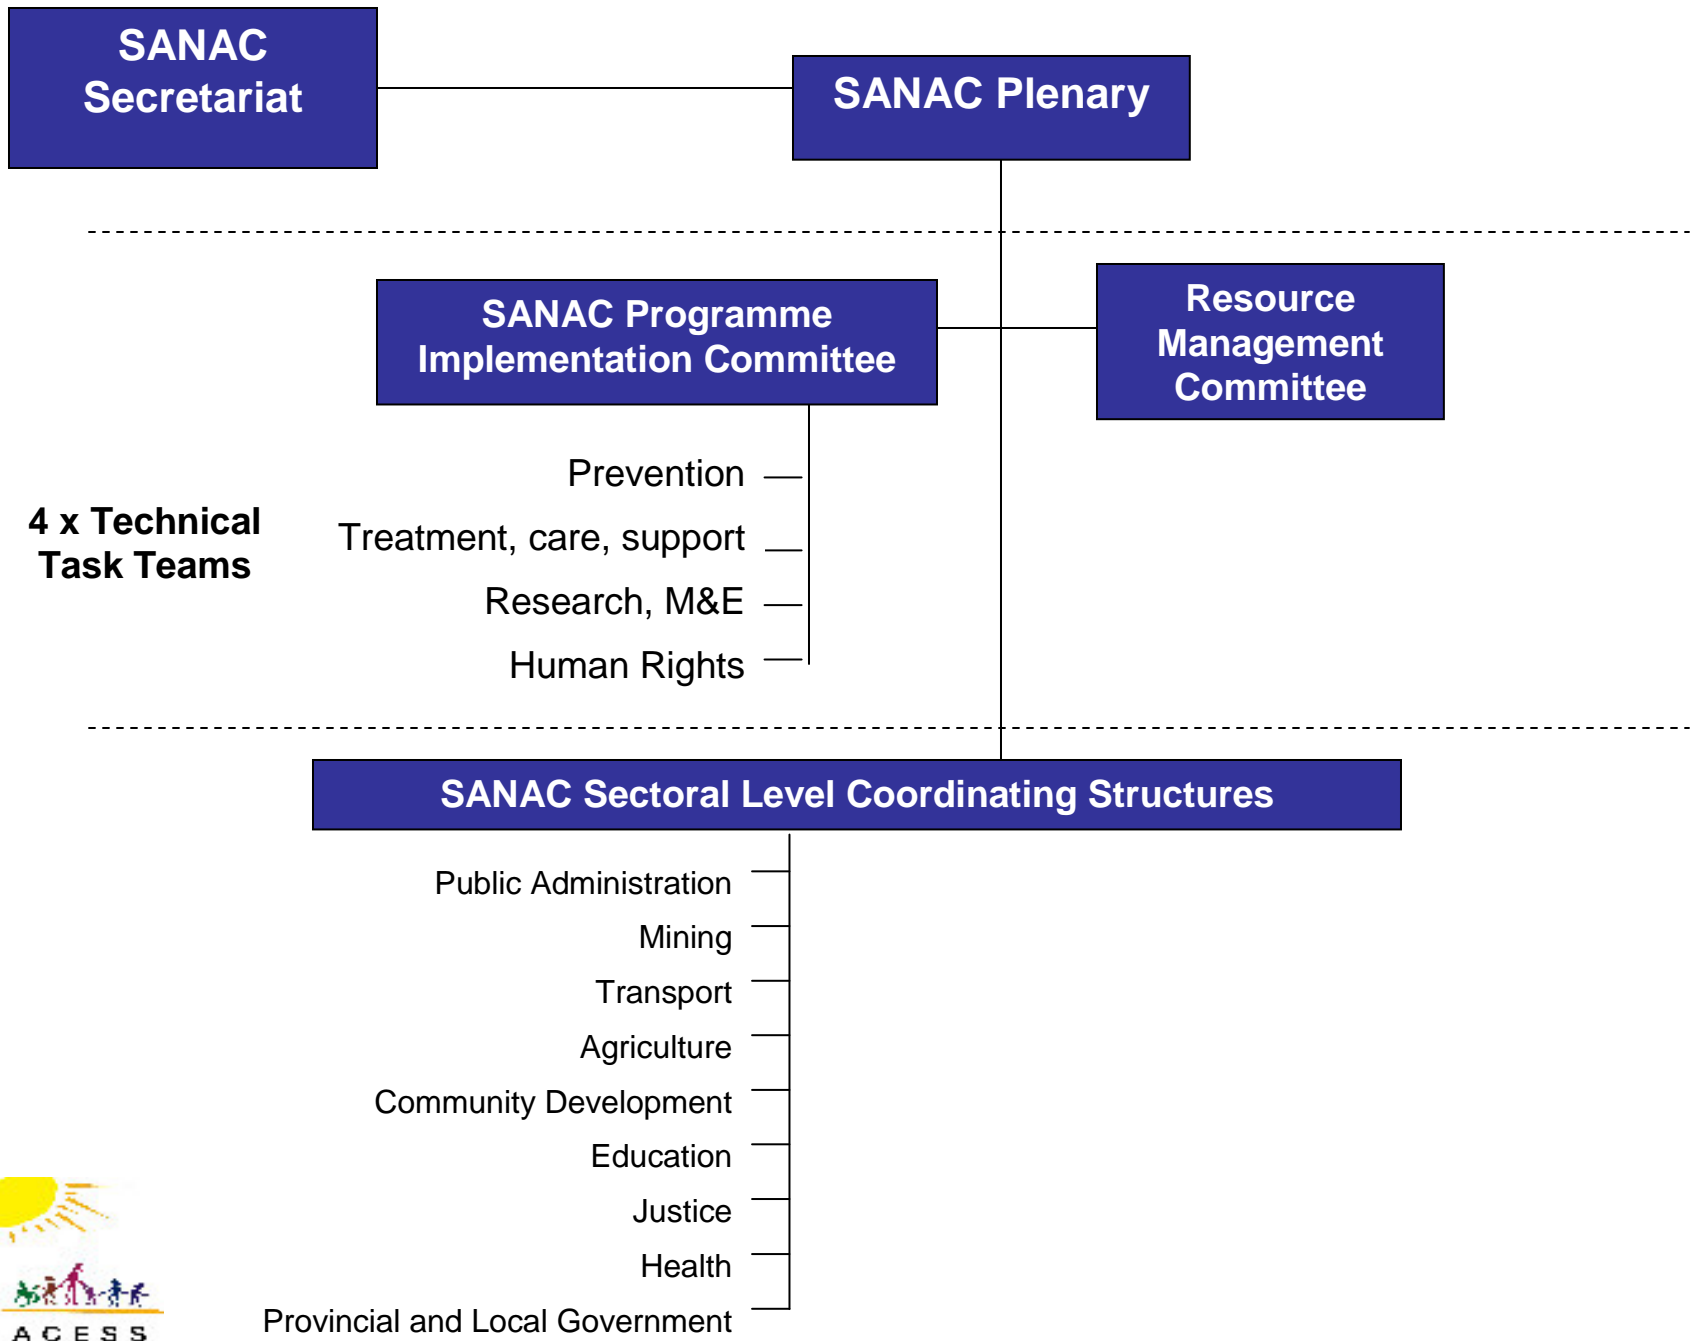 SANAC
Secretariat
SANAC Plenary
SANAC Programme
Implementation Committee
Resource
Management
Committee
4 x Technical
Task Teams
Prevention
Treatment, care, support
Research, M&E
Human Rights
SANAC Sectoral Level Coordinating Structures
Public Administration
Mining
Transport
Agriculture
Community Development
Education
Justice
Health
Provincial and Local Government
ACESS